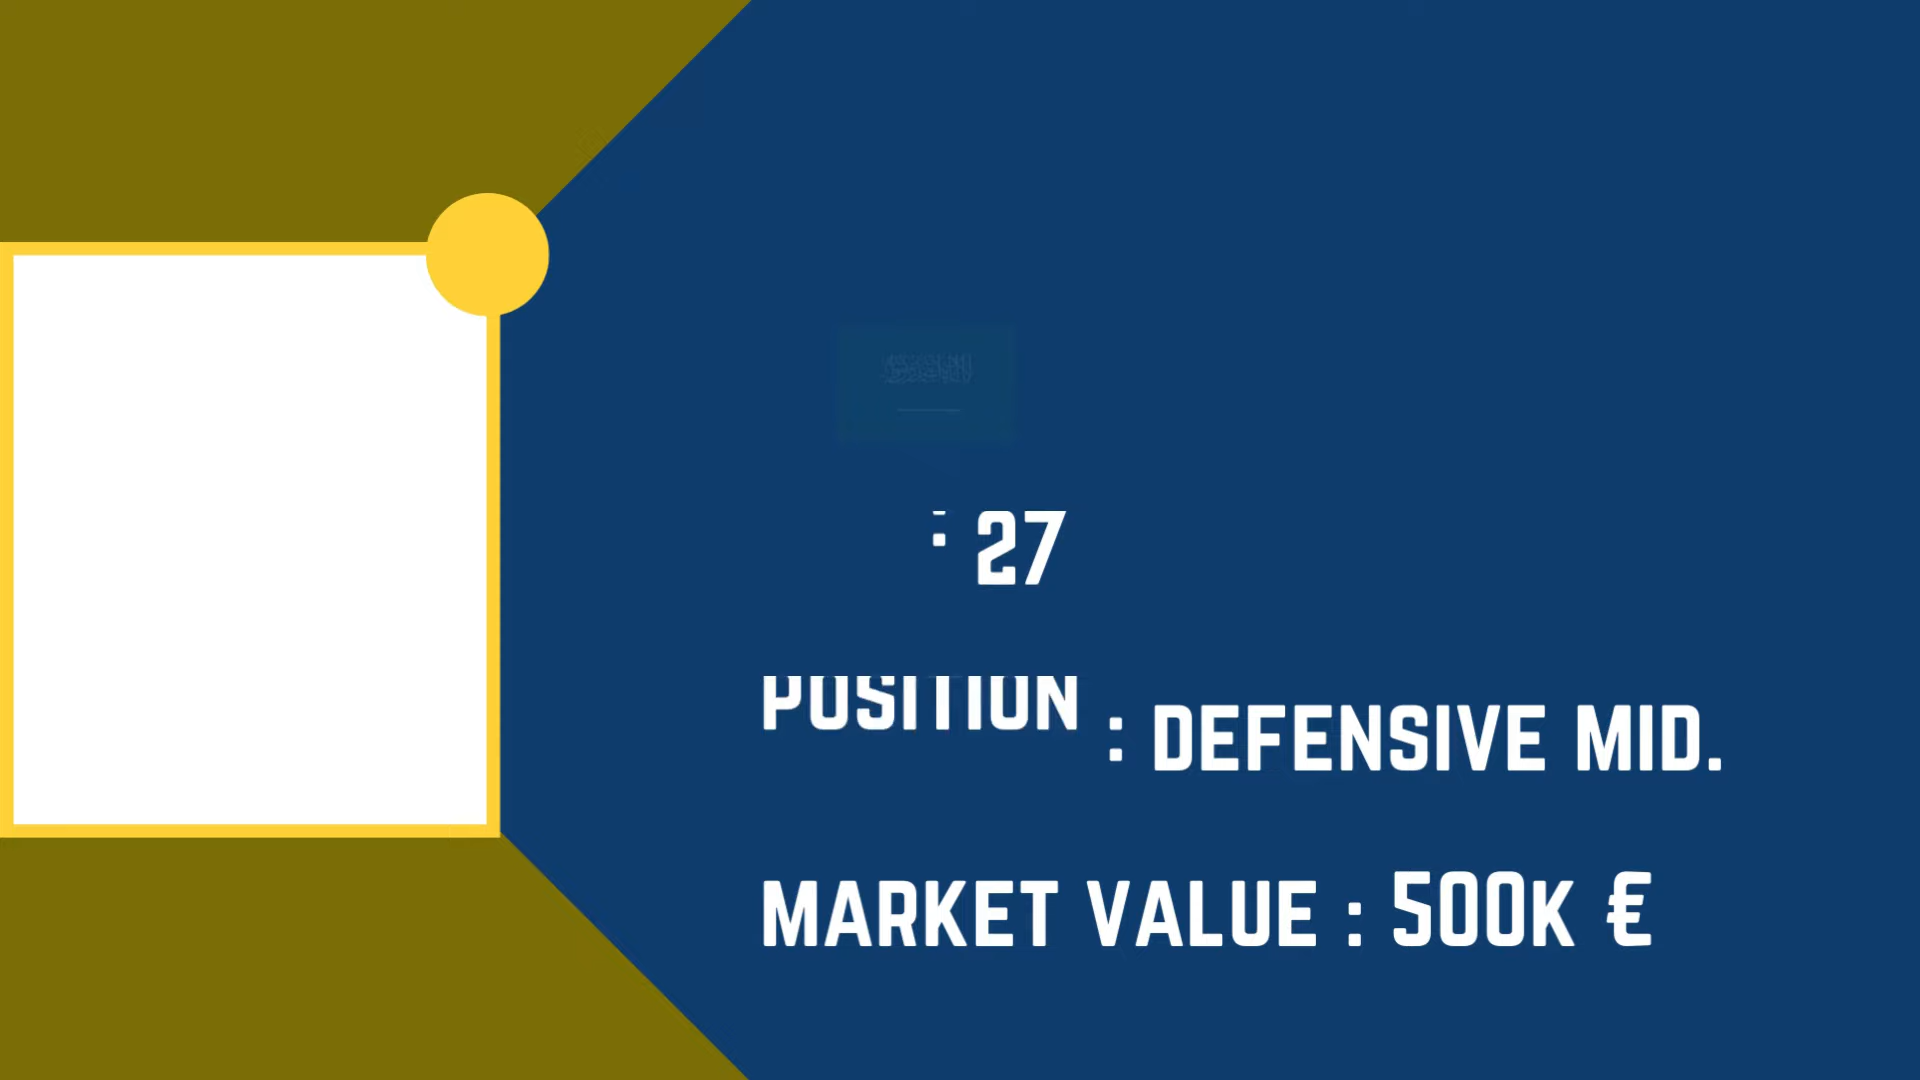 : 27
POSITION : DEFENSIVE MID.
MARKET VALUE : 500K €